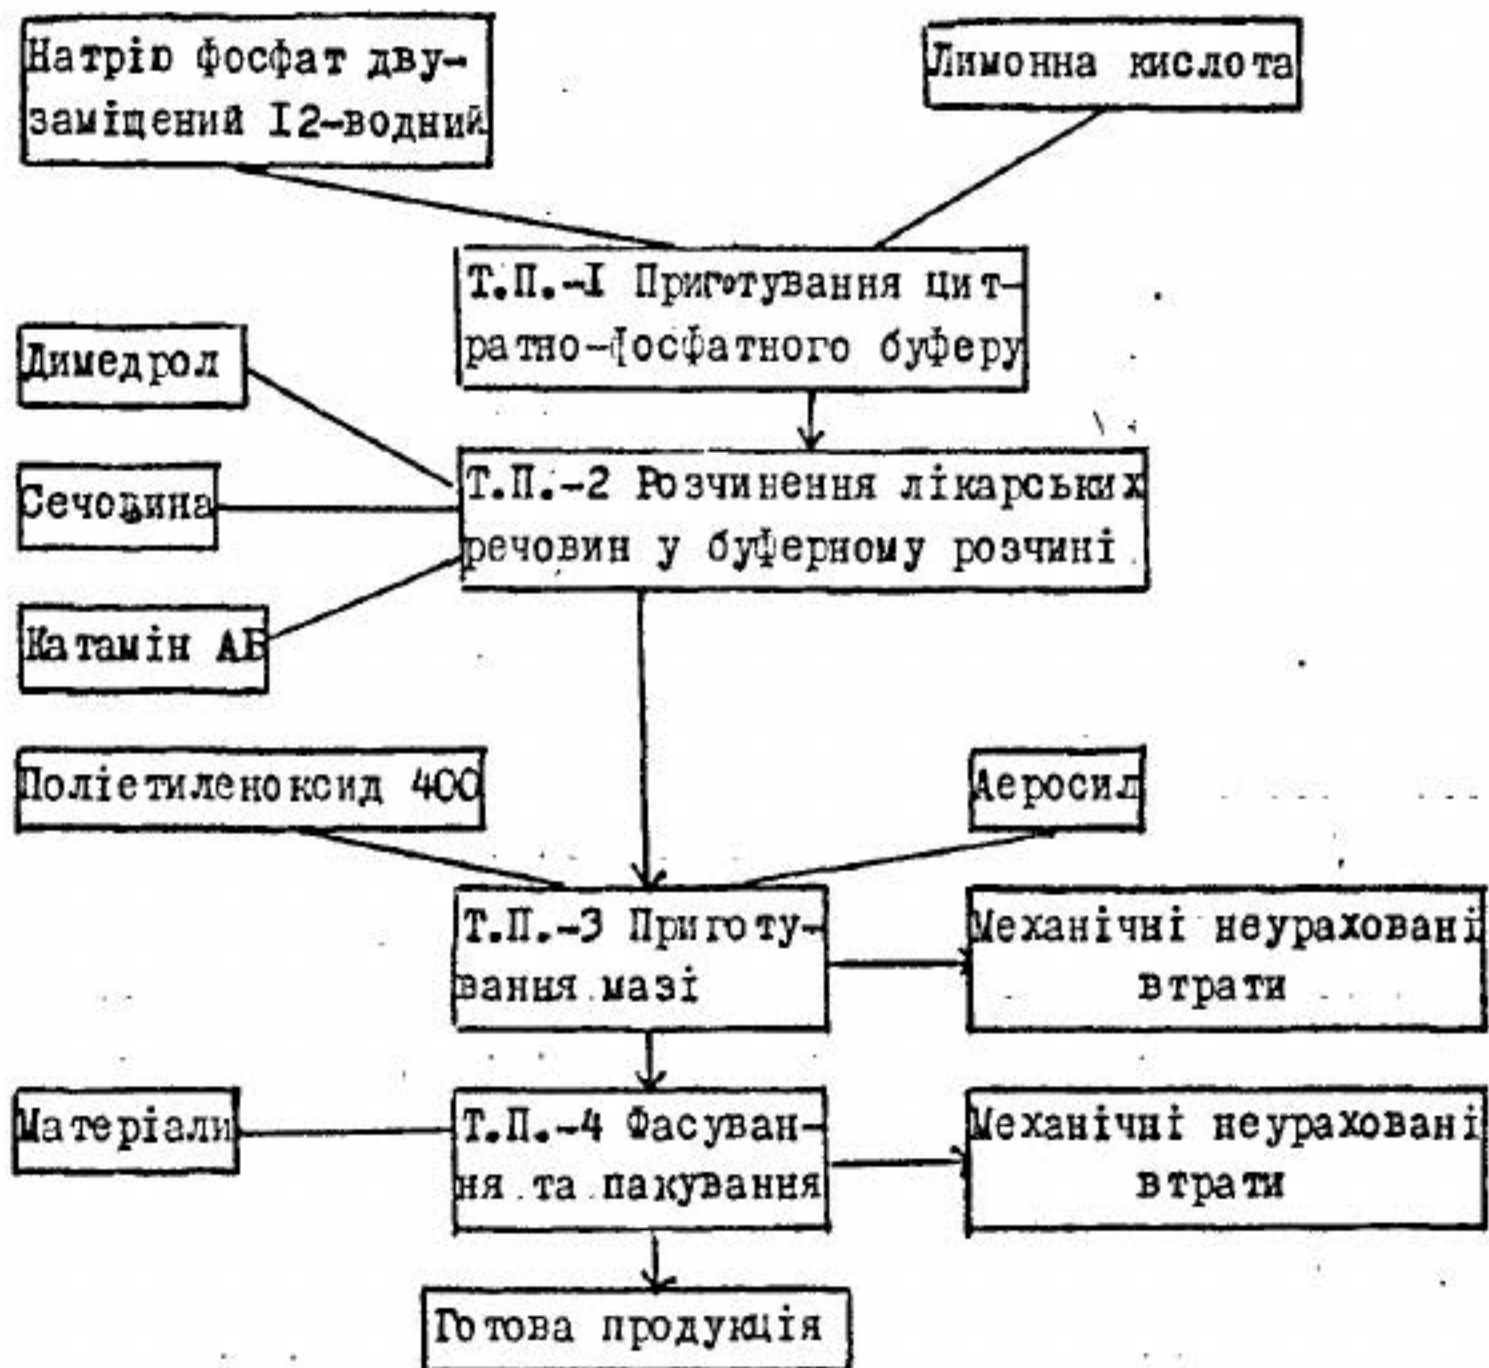 Натрію фосфат дву-
заміщений І2-водний
Лимонна кислота
Т.П.-І Приготування цит-
ратно-фосфатного буферу
Димедрол
Сечовина
Катамін АБ
Т.П.-2 Розчинення лікарських
речовин у буферному розчині
Поліетиленоксид 400
Аеросил
Т.П.-3 Приготу-
вання мазі
Механічні неураховані
втрати
Матеріали
Т.П.-4 Фасуван-
ня та пакування
Механічні неураховані
втрати
Готова продукція